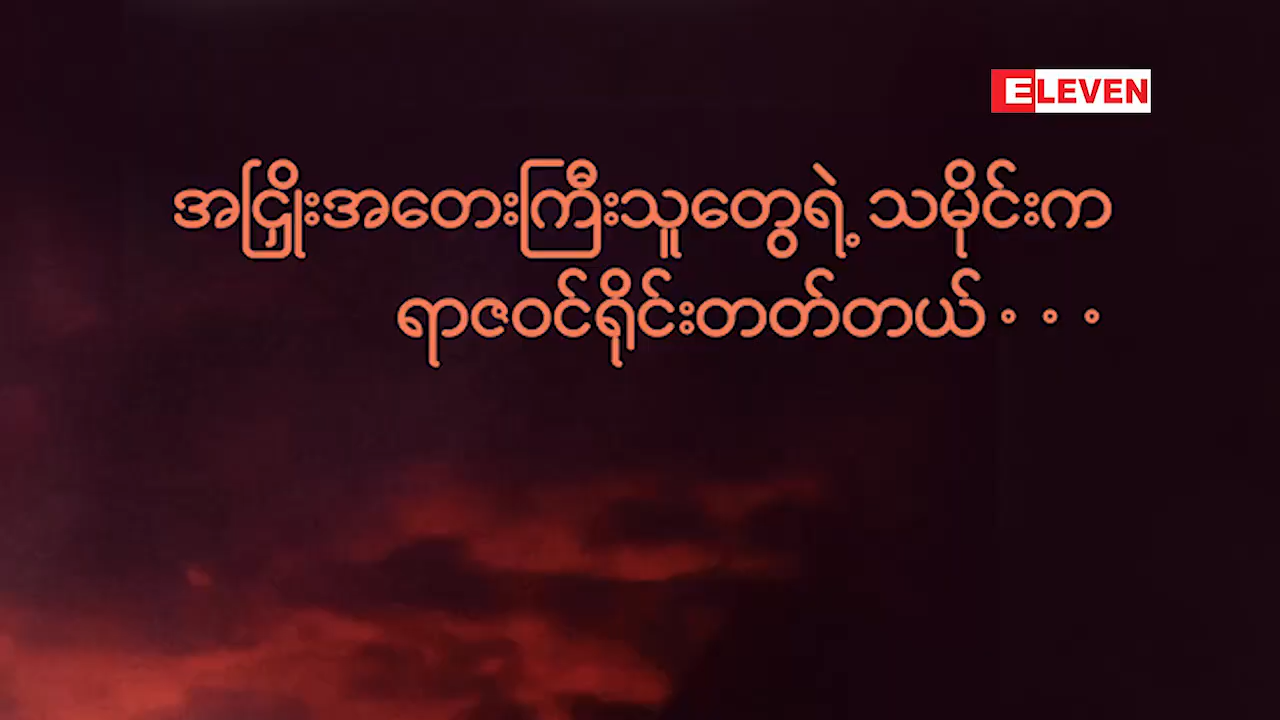 ELEVEN
အငြှိုးအတေးကြီးသူတွေရဲ့ သမိုင်းက
ရာဇဝင်ရိုင်းတတ်တယ်・・・